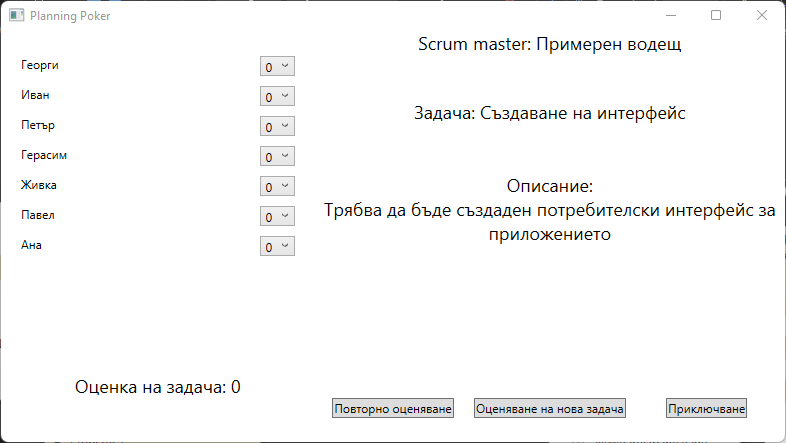 Planning Poker
Scrum master: Примерен водещ
Георги 0
Иван 0
Петър 0
Герасим 0
Живка 0
Павел 0
Ана 0
Задача: Създаване на интерфейс
Описание:
Трябва да бъде създаден потребителски интерфейс за
приложението
Оценка на задача: 0
Повторно оценяване
Оценяване на нова задача
Приключване